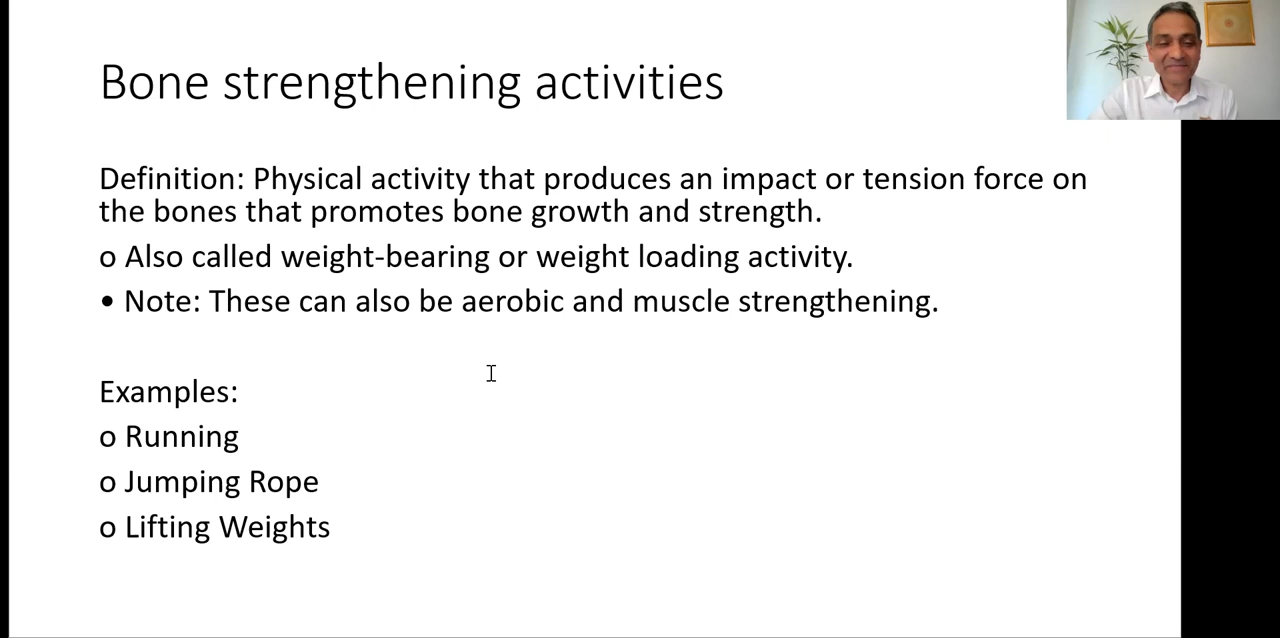 Bone strengthening activities
Definition: Physical activity that produces an impact or tension force on
the bones that promotes bone growth and strength.
o Also called weight-bearing or weight loading activity.
• Note: These can also be aerobic and muscle strengthening.
Examples:
o Running
o Jumping Rope
o Lifting Weights